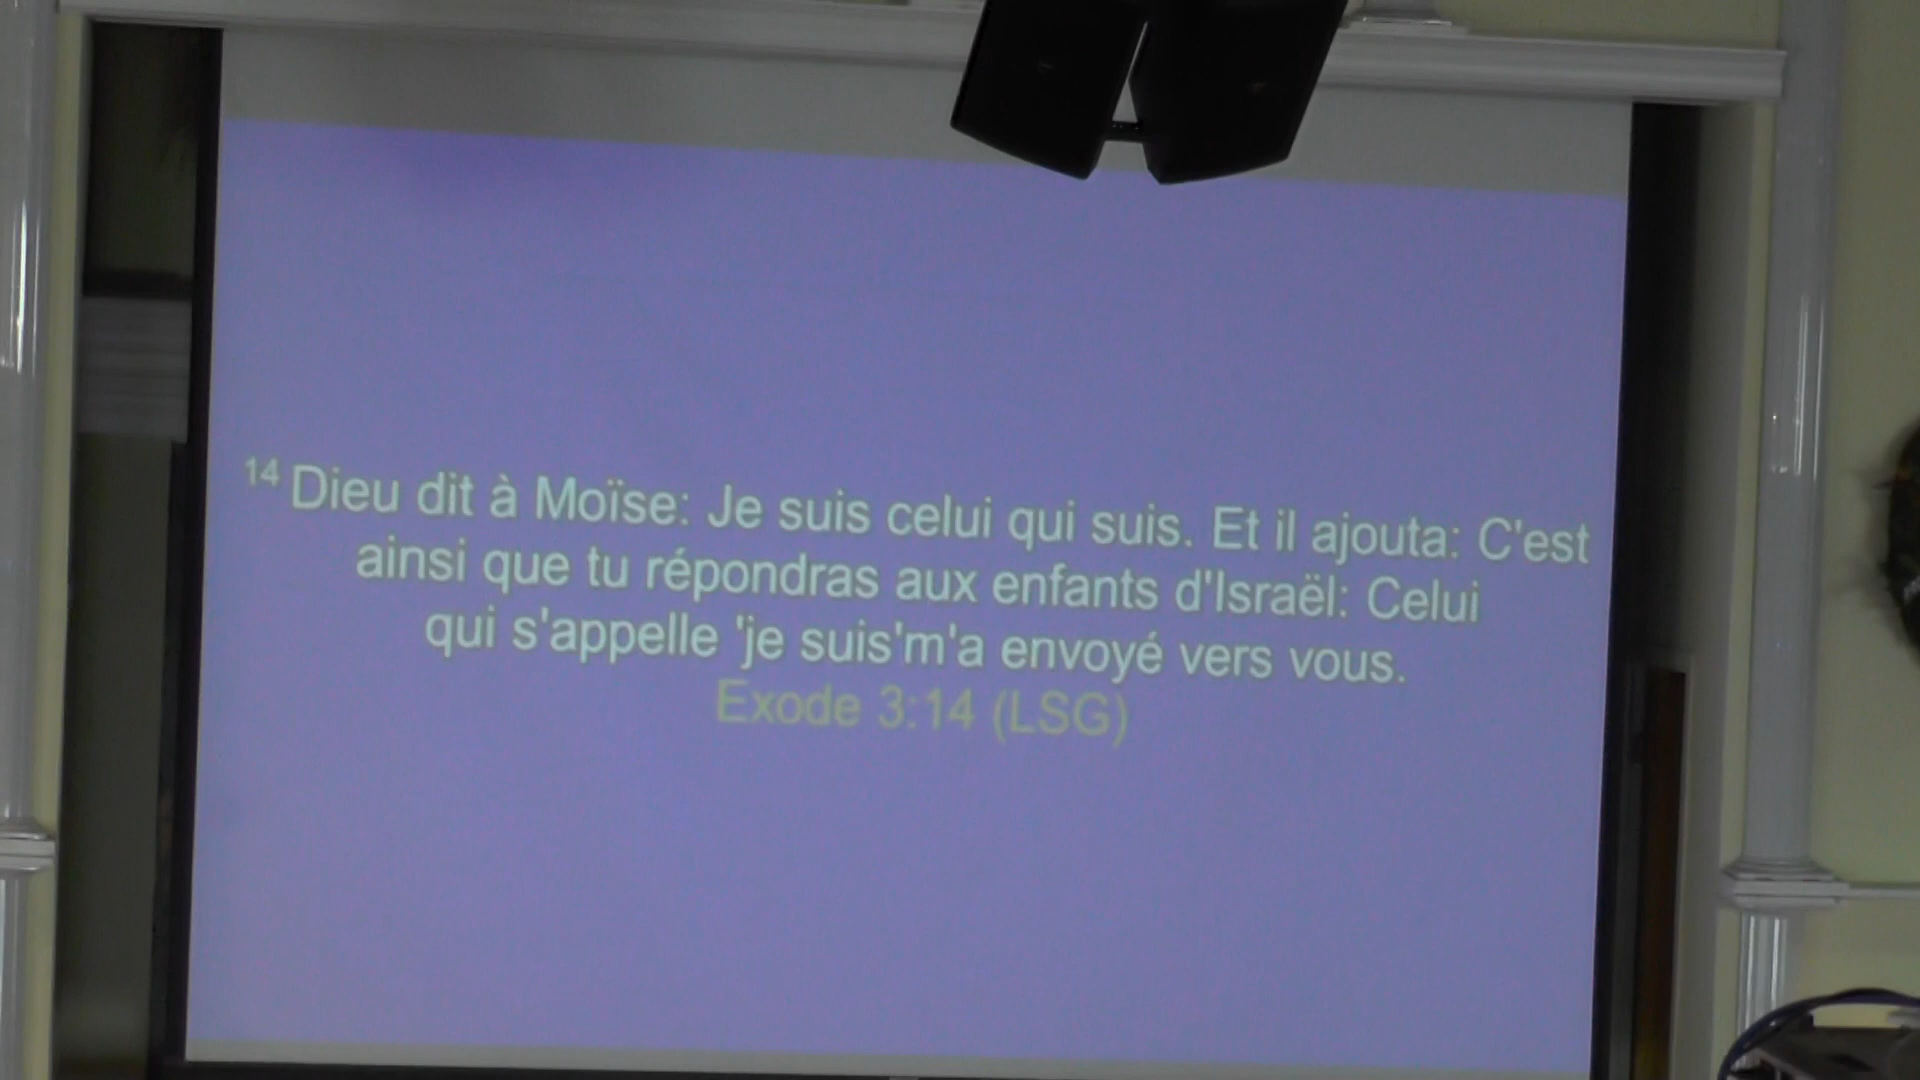 14 Dieu dit à Moïse: Je suis celui qui suis. Et il ajouta: C'est
ainsi que tu répondras aux enfants d'Israël: Celui
qui s'appelle 'je suis'm'a envoyé vers vous.
Exode 3:14 (LSG)